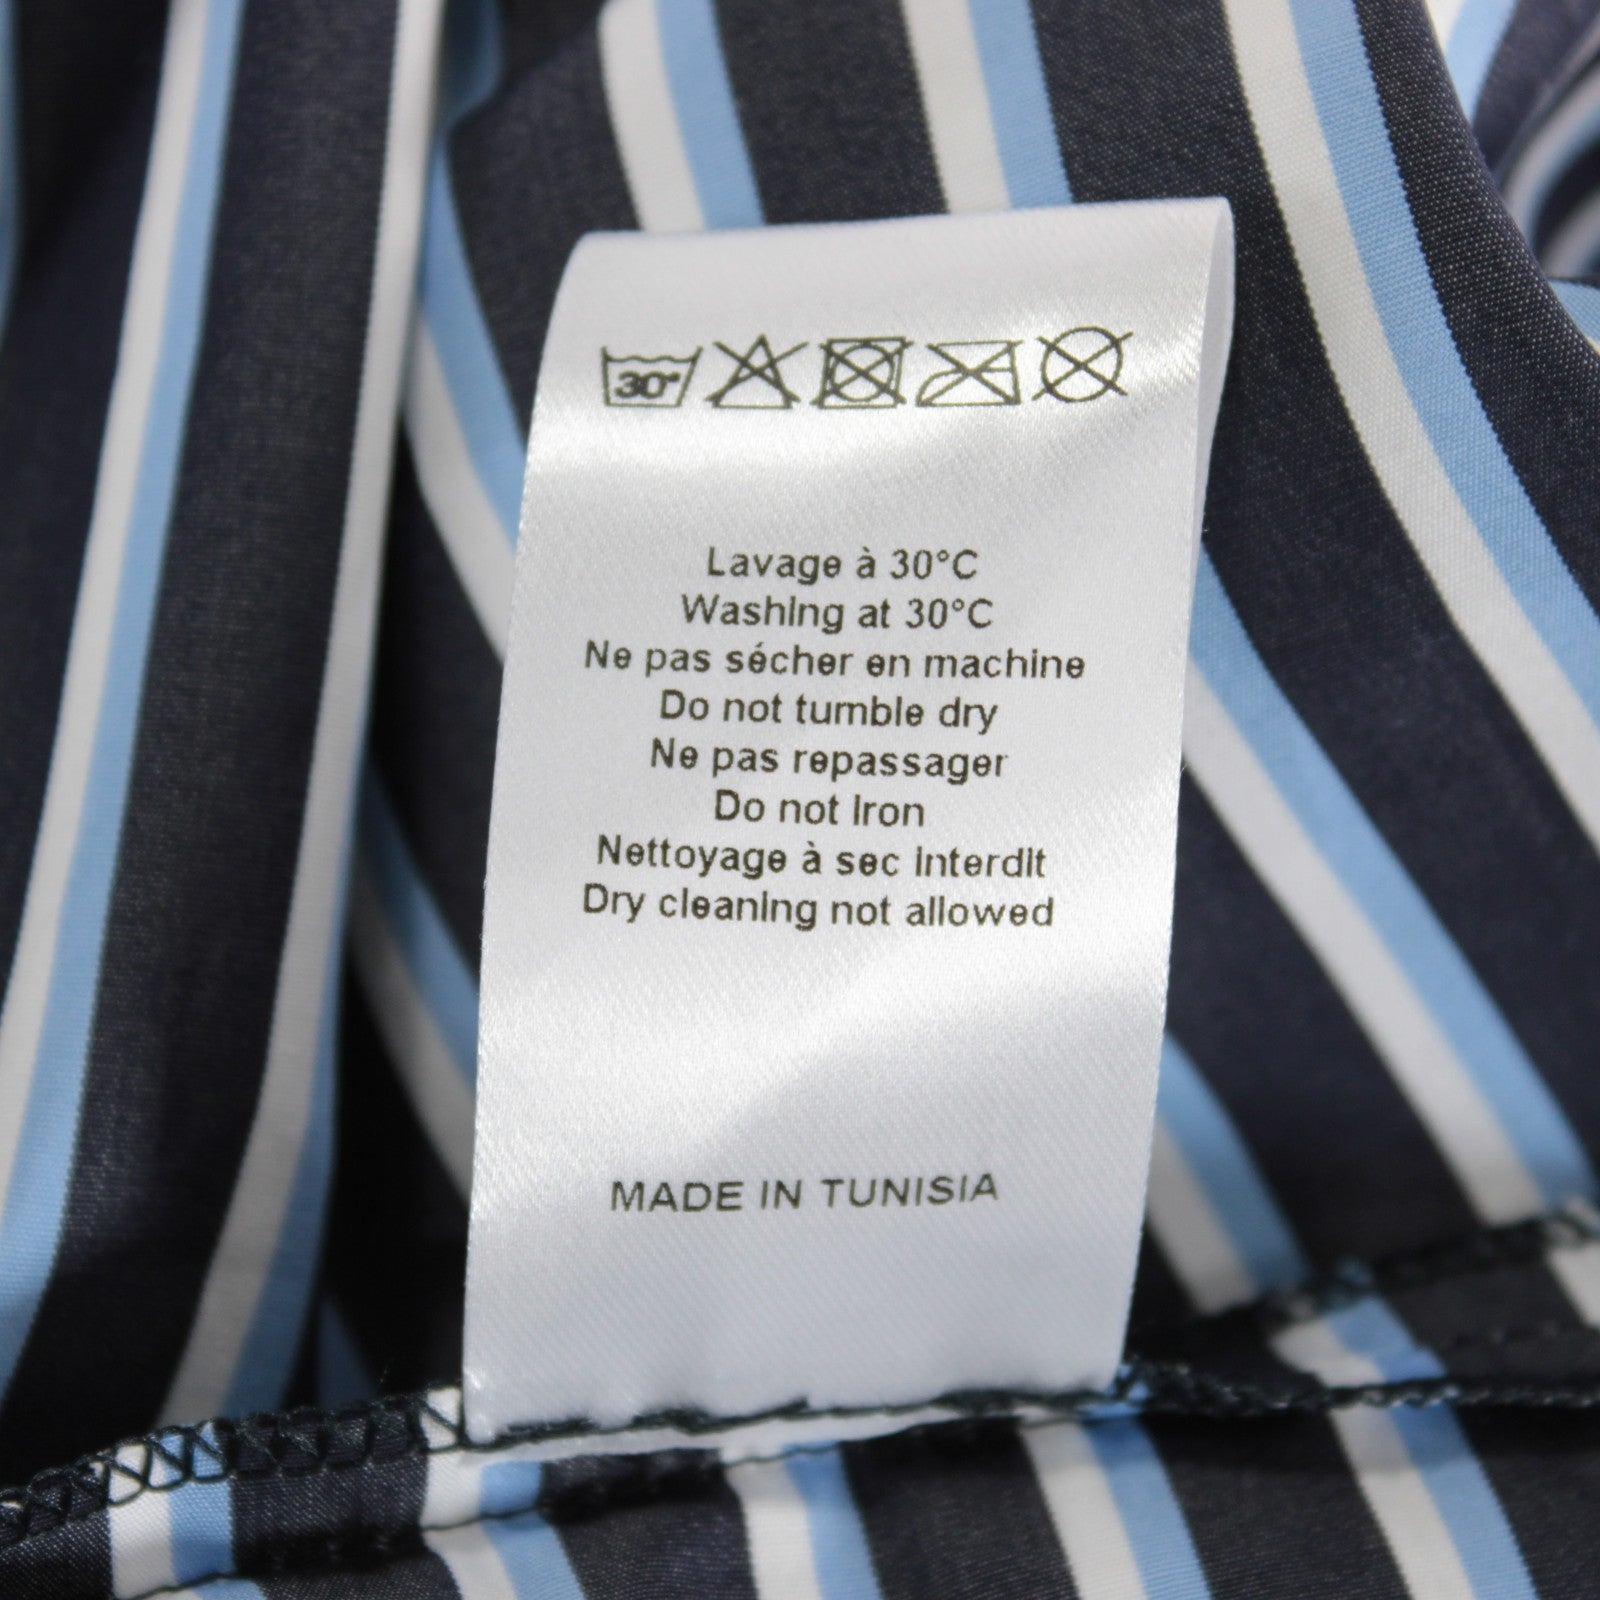 30°
Lavage à 30°C
Washing at 30°C
Ne pas sécher en machine
Do not tumble dry
Ne pas repassager
Do not Iron
Nettoyage à sec interdit
Dry cleaning not allowed
MADE IN TUNISIA